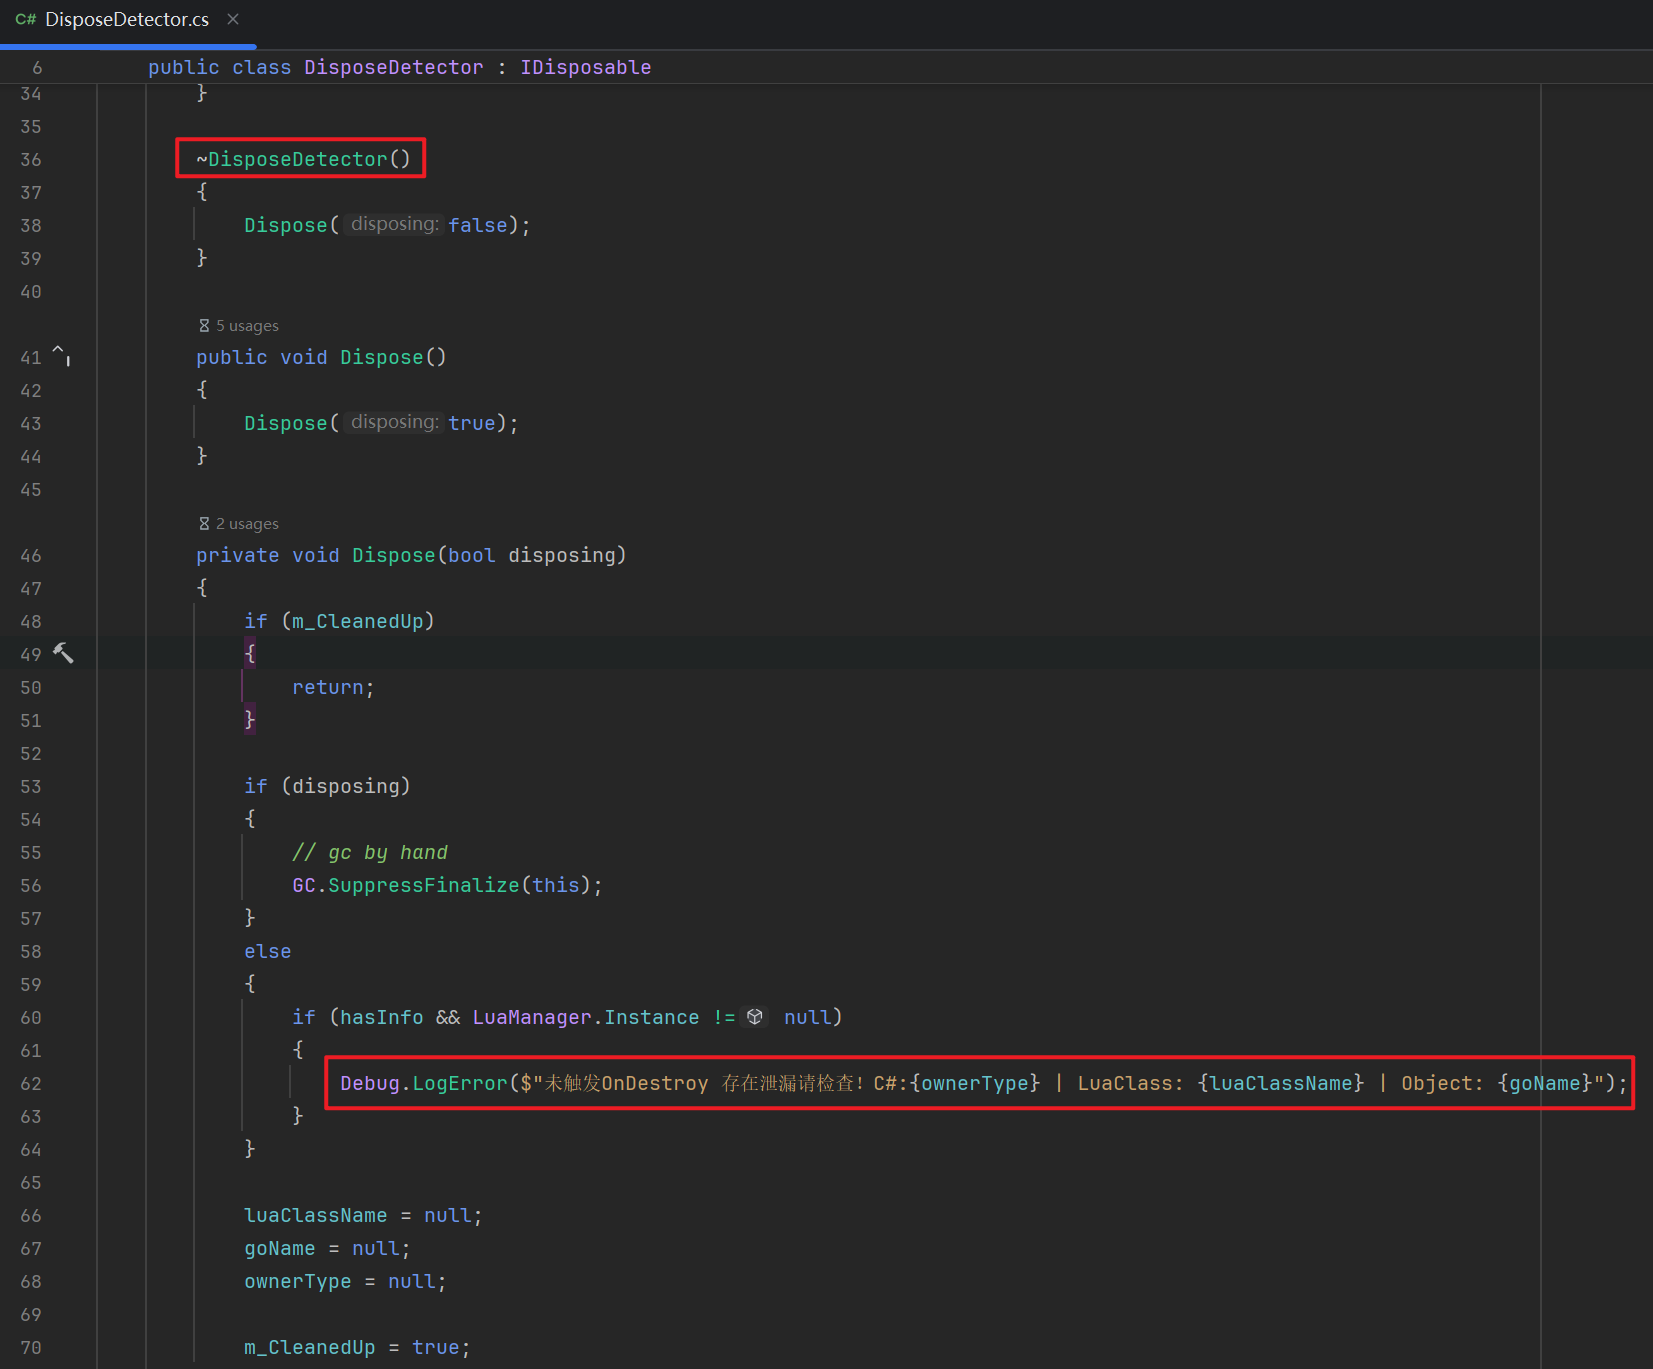 C# DisposeDetector.cs ×
6 public class DisposeDetector : IDisposable
34 }
35
36 ~DisposeDetector()
37 {
38 Dispose( disposing: false);
39 }
40
5 usages
41 public void Dispose()
42 {
43 Dispose( disposing: true);
44 }
45
2 usages
46 private void Dispose(bool disposing)
47 {
48 if (m_CleanedUp)
49 {
50 return;
51 }
52
53 if (disposing)
54 {
55 // gc by hand
56 GC.SuppressFinalize(this);
57 }
58 else
59 {
60 if (hasInfo && LuaManager.Instance != null)
61 {
62 Debug.LogError($"未触发OnDestroy 存在泄漏请检查! C#:{ownerType} | LuaClass: {luaClassName} | Object: {goName}");
63 }
64 }
65
66 luaClassName = null;
67 goName = null;
68 ownerType = null;
69
70 m_CleanedUp = true;